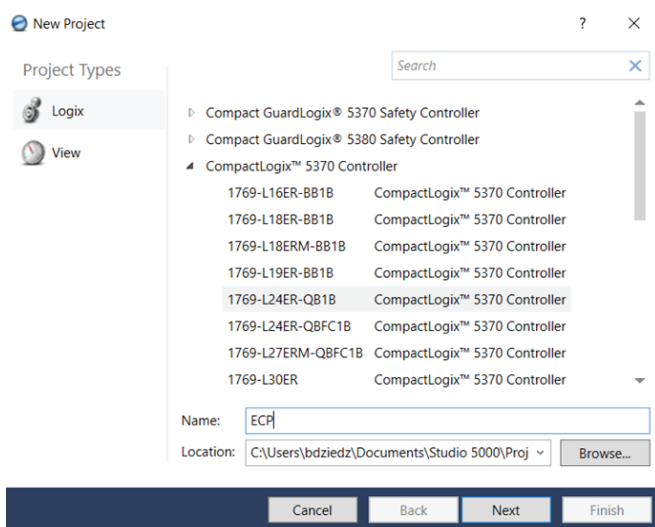 New Project ?
Project Types
Search
Logix
View
Compact GuardLogix® 5370 Safety Controller
Compact GuardLogix® 5380 Safety Controller
CompactLogix™ 5370 Controller
1769-L16ER-BB1B CompactLogix™ 5370 Controller
1769-L18ER-BB1B CompactLogix™ 5370 Controller
1769-L18ERM-BB1B CompactLogix™ 5370 Controller
1769-L19ER-BB1B CompactLogix™ 5370 Controller
1769-L24ER-QB1B CompactLogix™ 5370 Controller
1769-L24ER-QBFC1B CompactLogix™ 5370 Controller
1769-L27ERM-QBFC1B CompactLogix™ 5370 Controller
1769-L30ER CompactLogix™ 5370 Controller
Name: ECP
Location: C:\Users\bdziedz\Documents\Studio 5000\Proj Browse...
Cancel Back Next Finish